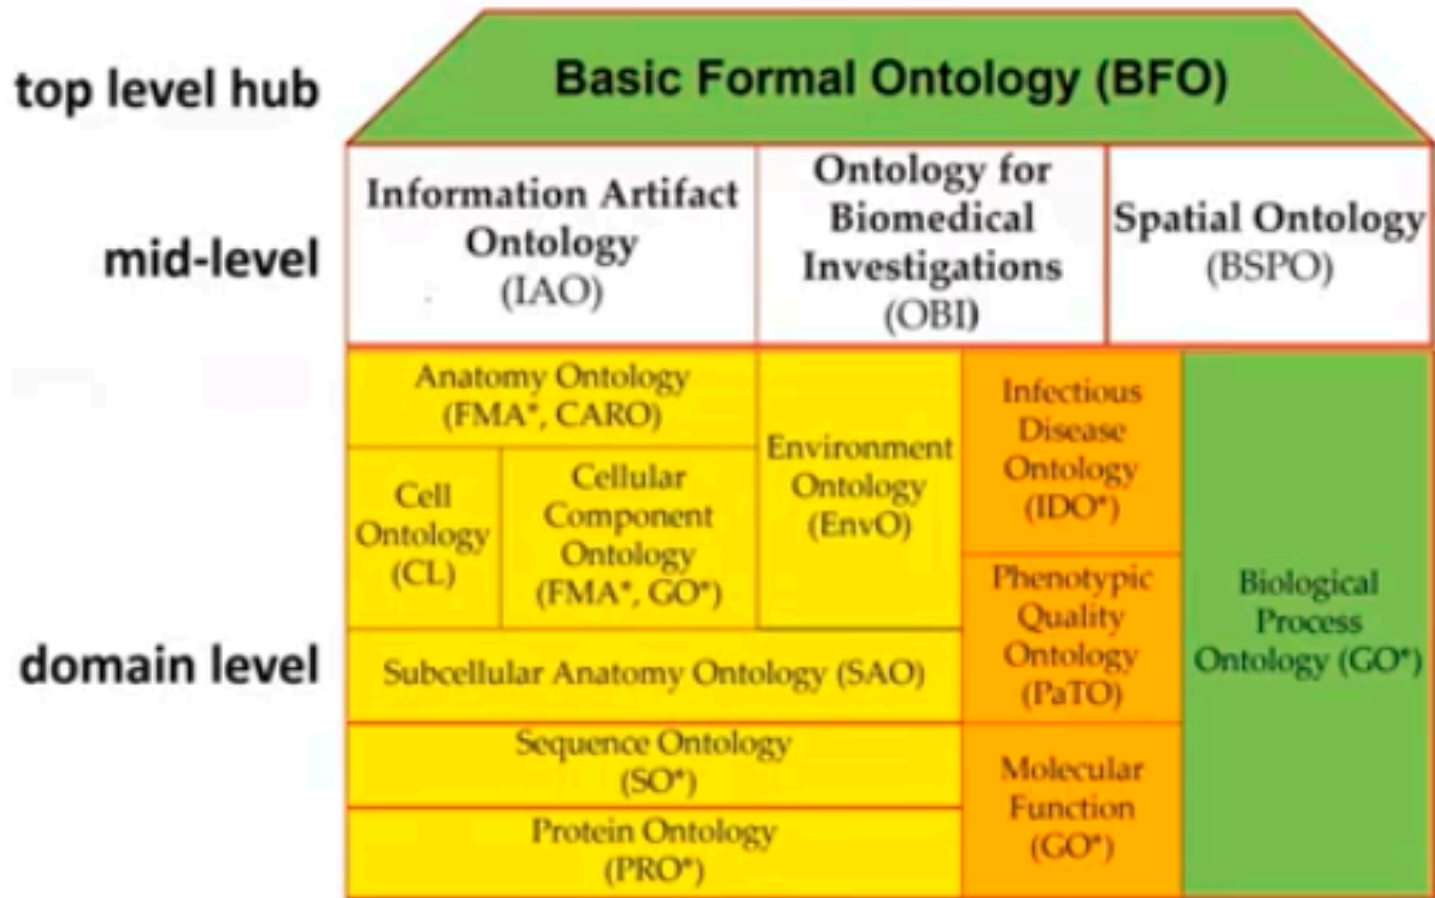 top level hub
Basic Formal Ontology (BFO)
mid-level
Information Artifact
Ontology
(IAO)
Ontology for
Biomedical
Investigations
(OBI)
Spatial Ontology
(BSPO)
domain level
Anatomy Ontology
(FMA*, CARO)
Cell
Ontology
(CL)
Cellular
Component
Ontology
(FMA*, GO*)
Environment
Ontology
(EnvO)
Subcellular Anatomy Ontology (SAO)
Sequence Ontology
(SO*)
Protein Ontology
(PRO*)
Infectious
Disease
Ontology
(IDO*)
Phenotypic
Quality
Ontology
(PaTO)
Molecular
Function
(GO*)
Biological
Process
Ontology (GO*)